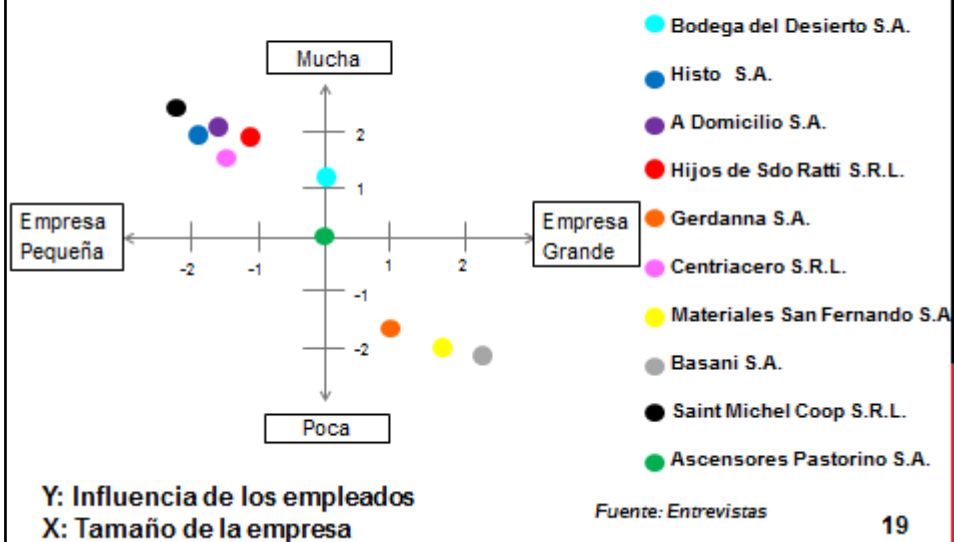 Mucha
2
1
Empresa
Pequeña
-2
-1
1
2
Empresa
Grande
-1
-2
Poca
Bodega del Desierto S.A.
Histo S.A.
A Domicilio S.A.
Hijos de Sdo Ratti S.R.L.
Gerdanna S.A.
Centriacero S.R.L.
Materiales San Fernando S.A
Basani S.A.
Saint Michel Coop S.R.L.
Ascensores Pastorino S.A.
Y: Influencia de los empleados
X: Tamaño de la empresa
Fuente: Entrevistas
19